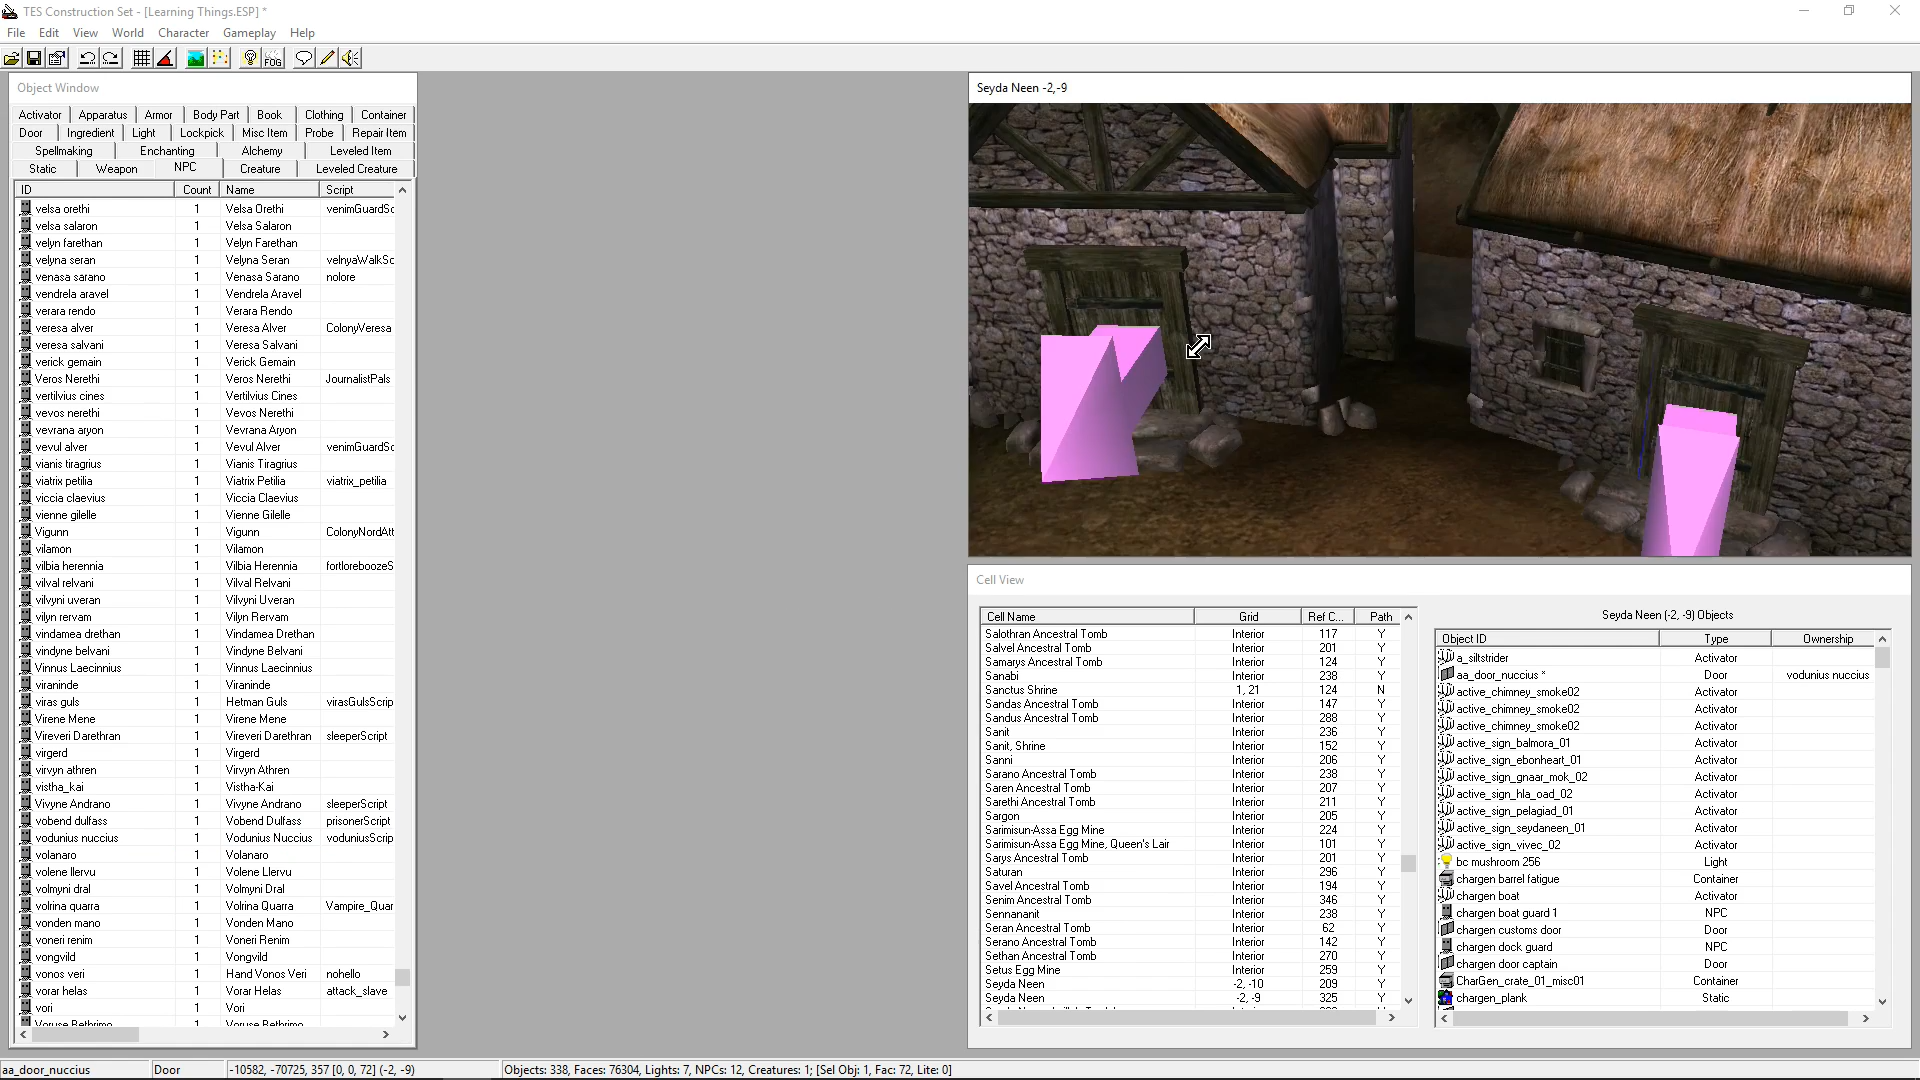 TES Construction Set - [Learning Things.ESP] *
File Edit View World Character Gameplay Help
FOG
Object Window
Activator Apparatus Armor Body Part Book Clothing Container
Door Ingredient Light Lockpick Misc Item Probe Repair Item
Spellmaking Enchanting Alchemy Leveled Item
Static Weapon NPC Creature Leveled Creature
ID Count Name Script
velsa orethi 1 Velsa Orethi venimGuardSc
velsa salaron 1 Velsa Salaron
velyn farethan 1 Velyn Farethan
velyna seran 1 Velyna Seran velnyaWalkSc
venasa sarano 1 Venasa Sarano nolore
vendrela aravel 1 Vendrela Aravel
verara rendo 1 Verara Rendo
veresa alver 1 Veresa Alver ColonyVeresa
veresa salvani 1 Veresa Salvani
verick gemain 1 Verick Gemain
Veros Nerethi 1 Veros Nerethi JournalistPals
vertilvius cines 1 Vertilvius Cines
vevos nerethi 1 Vevos Nerethi
vevrana aryon 1 Vevrana Aryon
vevul alver 1 Vevul Alver venimGuardSc
vianis tiragrius 1 Vianis Tiragrius
viatrix petilia 1 Viatrix Petilia viatrix_petilia
viccia claevius 1 Viccia Claevius
vienne gilelle 1 Vienne Gilelle
Vigunn 1 Vigunn ColonyNordAtt
vilamon 1 Vilamon
vilbia herennia 1 Vilbia Herennia fortloreboozeS
vilval relvani 1 Vilval Relvani
vilvyni uveran 1 Vilvyni Uveran
vilyn rervam 1 Vilyn Rervam
vindamea drethan 1 Vindamea Drethan
vindyne belvani 1 Vindyne Belvani
Vinnus Laecinnius 1 Vinnus Laecinnius
viraninde 1 Viraninde
viras guls 1 Hetman Guls virasGulsScrip
Virene Mene 1 Virene Mene
Vireveri Darethran 1 Vireveri Darethran sleeperScript
virgerd 1 Virgerd
virvyn athren 1 Virvyn Athren
vistha_kai 1 Vistha-Kai
Vivyne Andrano 1 Vivyne Andrano sleeperScript
vobend dulfass 1 Vobend Dulfass prisonerScript
vodunius nuccius 1 Vodunius Nuccius voduniusScrip
volanaro 1 Volanaro
volene llervu 1 Volene Llervu
volmyni dral 1 Volmyni Dral
volrina quarra 1 Volrina Quarra Vampire_Quar
vonden mano 1 Vonden Mano
voneri renim 1 Voneri Renim
vongvild 1 Vongvild
vonos veri 1 Hand Vonos Veri nohello
vorar helas 1 Vorar Helas attack_slave
vori 1 Vori
Voruse Bethrimo 1 Voruse Bethrimo
Seyda Neen -2,-9
Cell View
Cell Name Grid Ref C... Path
Salothran Ancestral Tomb Interior 117 Y
Salvel Ancestral Tomb Interior 201 Y
Samarys Ancestral Tomb Interior 124 Y
Sanabi Interior 238 Y
Sanctus Shrine 1, 21 124 N
Sandas Ancestral Tomb Interior 147 Y
Sandus Ancestral Tomb Interior 288 Y
Sanit Interior 236 Y
Sanit, Shrine Interior 152 Y
Sanni Interior 206 Y
Sarano Ancestral Tomb Interior 238 Y
Saren Ancestral Tomb Interior 207 Y
Sarethi Ancestral Tomb Interior 211 Y
Sargon Interior 205 Y
Sarimisun-Assa Egg Mine Interior 224 Y
Sarimisun-Assa Egg Mine, Queen's Lair Interior 101 Y
Sarys Ancestral Tomb Interior 201 Y
Saturan Interior 296 Y
Savel Ancestral Tomb Interior 194 Y
Senim Ancestral Tomb Interior 346 Y
Sennananit Interior 238 Y
Seran Ancestral Tomb Interior 62 Y
Serano Ancestral Tomb Interior 142 Y
Sethan Ancestral Tomb Interior 270 Y
Setus Egg Mine Interior 259 Y
Seyda Neen -2, -10 209 Y
Seyda Neen -2, -9 325 Y
Seyda Neen (-2, -9) Objects
Object ID Type Ownership
a_siltstrider Activator
aa_door_nuccius * Door vodunius nuccius
active_chimney_smoke02 Activator
active_chimney_smoke02 Activator
active_chimney_smoke02 Activator
active_sign_balmora_01 Activator
active_sign_ebonheart_01 Activator
active_sign_gnaar_mok_02 Activator
active_sign_hla_oad_02 Activator
active_sign_pelagiad_01 Activator
active_sign_seydaneen_01 Activator
active_sign_vivec_02 Activator
bc mushroom 256 Light
chargen barrel fatigue Container
chargen boat Activator
chargen boat guard 1 NPC
chargen customs door Door
chargen dock guard NPC
chargen door captain Door
CharGen_crate_01_misc01 Container
chargen_plank Static
aa_door_nuccius Door -10582, -70725, 357 [0, 0, 72] (-2, -9) Objects: 338, Faces: 76304, Lights: 7, NPCs: 12, Creatures: 1; [Sel Obj: 1, Fac: 72, Lite: 0]